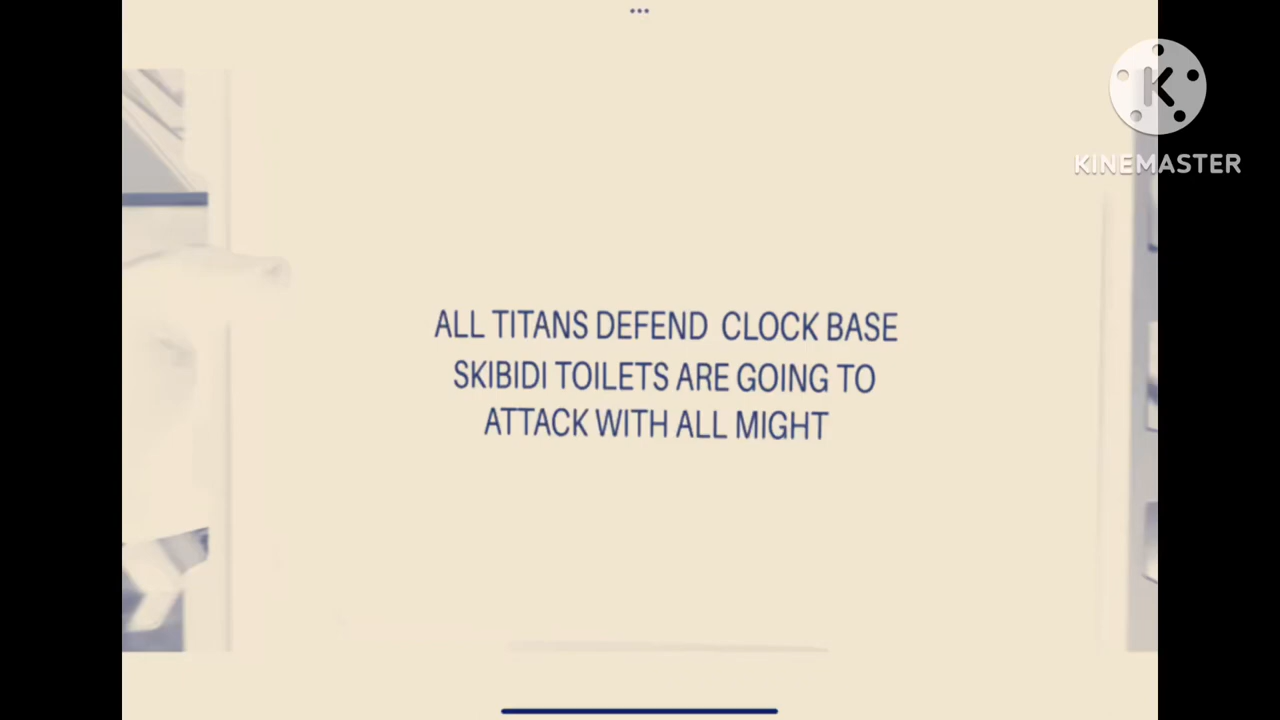 KINEMASTER
ALL TITANS DEFEND CLOCK BASE
SKIBIDI TOILETS ARE GOING TO
ATTACK WITH ALL MIGHT